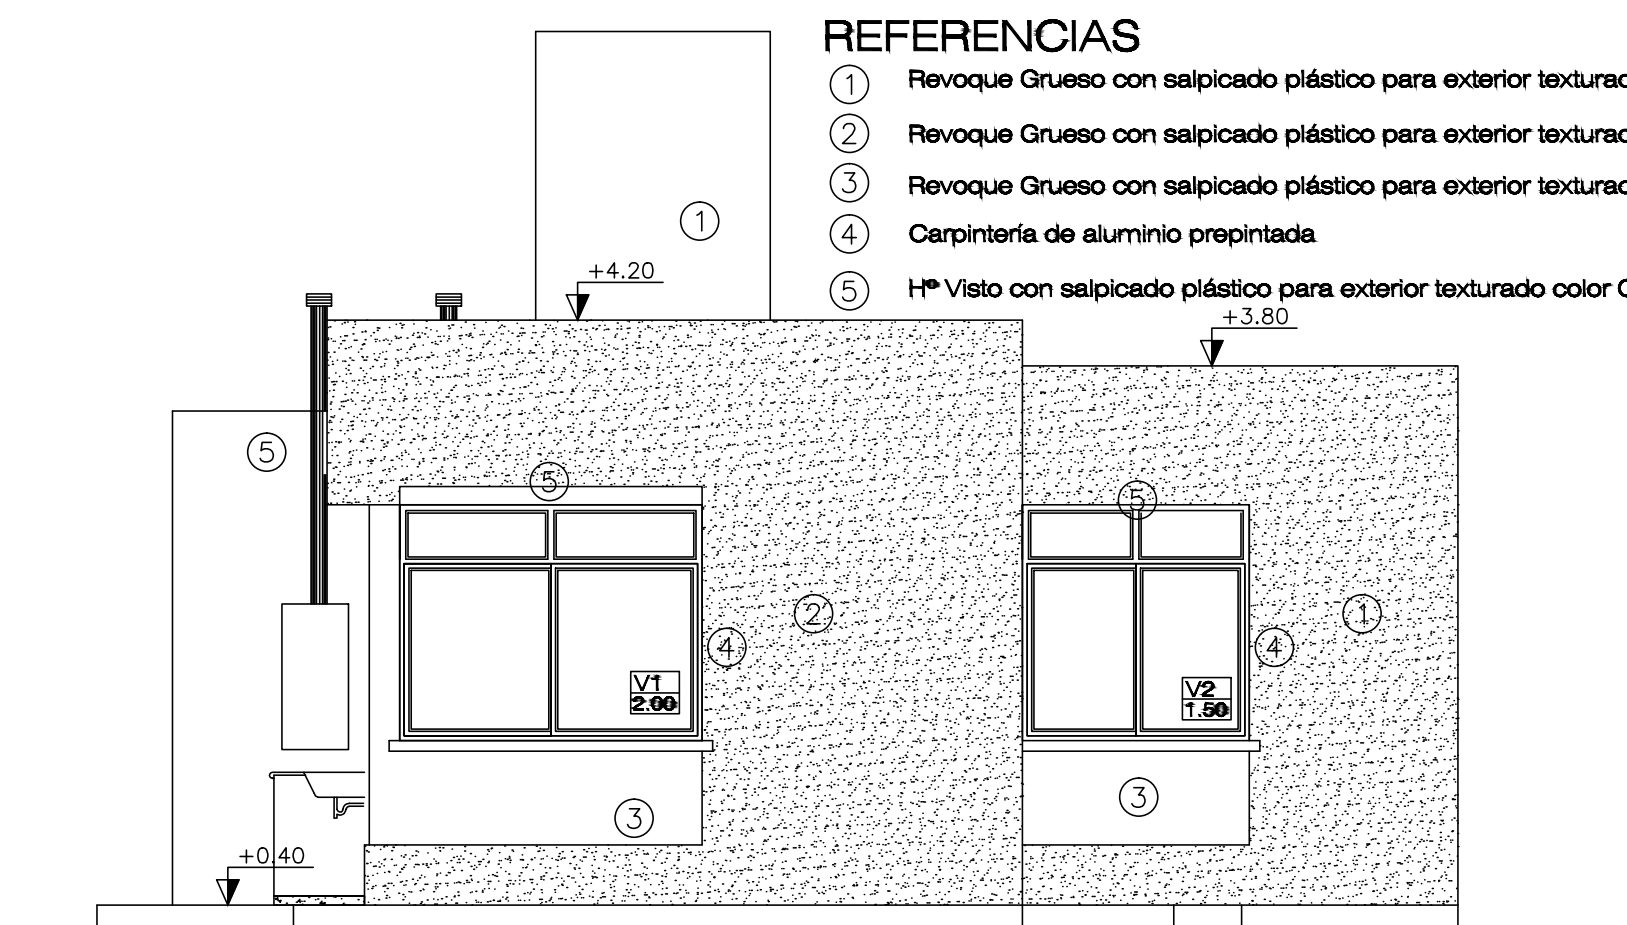 REFERENCIAS
1 Revoque Grueso con salpicado plástico para exterior
2 Revoque Grueso con salpicado plástico para exterior
3 Revoque Grueso con salpicado plástico para exterior
4 Carpintería de aluminio prepintada
5 Hº Visto con salpicado plástico para exterior texturado color
1
+4.20
+3.80
5
5
5
2
1
4
4
V1
2.00
V2
1.50
3
3
+0.40